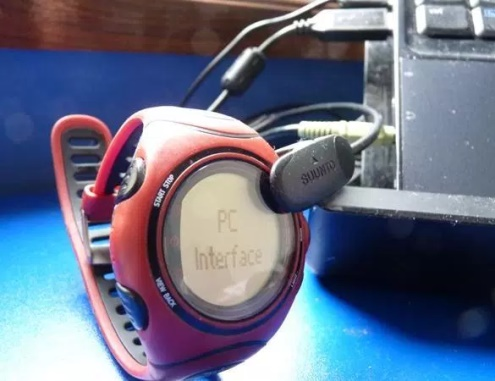 START STOP
SUUNTO
PC
Interface
VIEW BACK